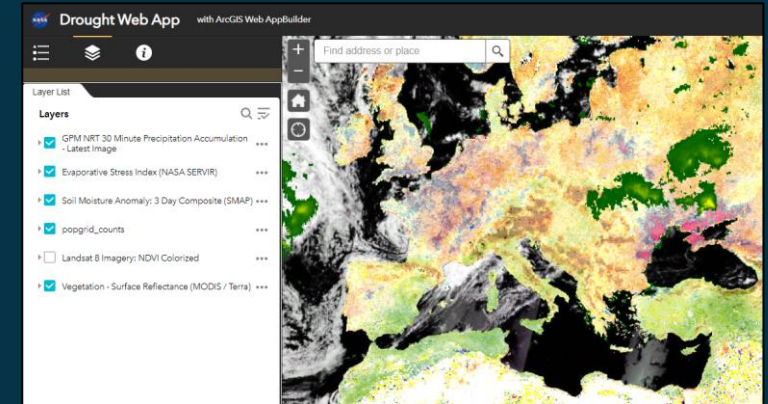 NASA
Drought Web App
with ArcGIS Web AppBuilder
+
Find address or place
−
Layer List
Layers
GPM NRT 30 Minute Precipitation Accumulation
- Latest Image
Evaporative Stress Index (NASA SERVIR)
Soil Moisture Anomaly: 3 Day Composite (SMAP)
popgrid_counts
Landsat 8 Imagery: NDVI Colorized
Vegetation - Surface Reflectance (MODIS / Terra)